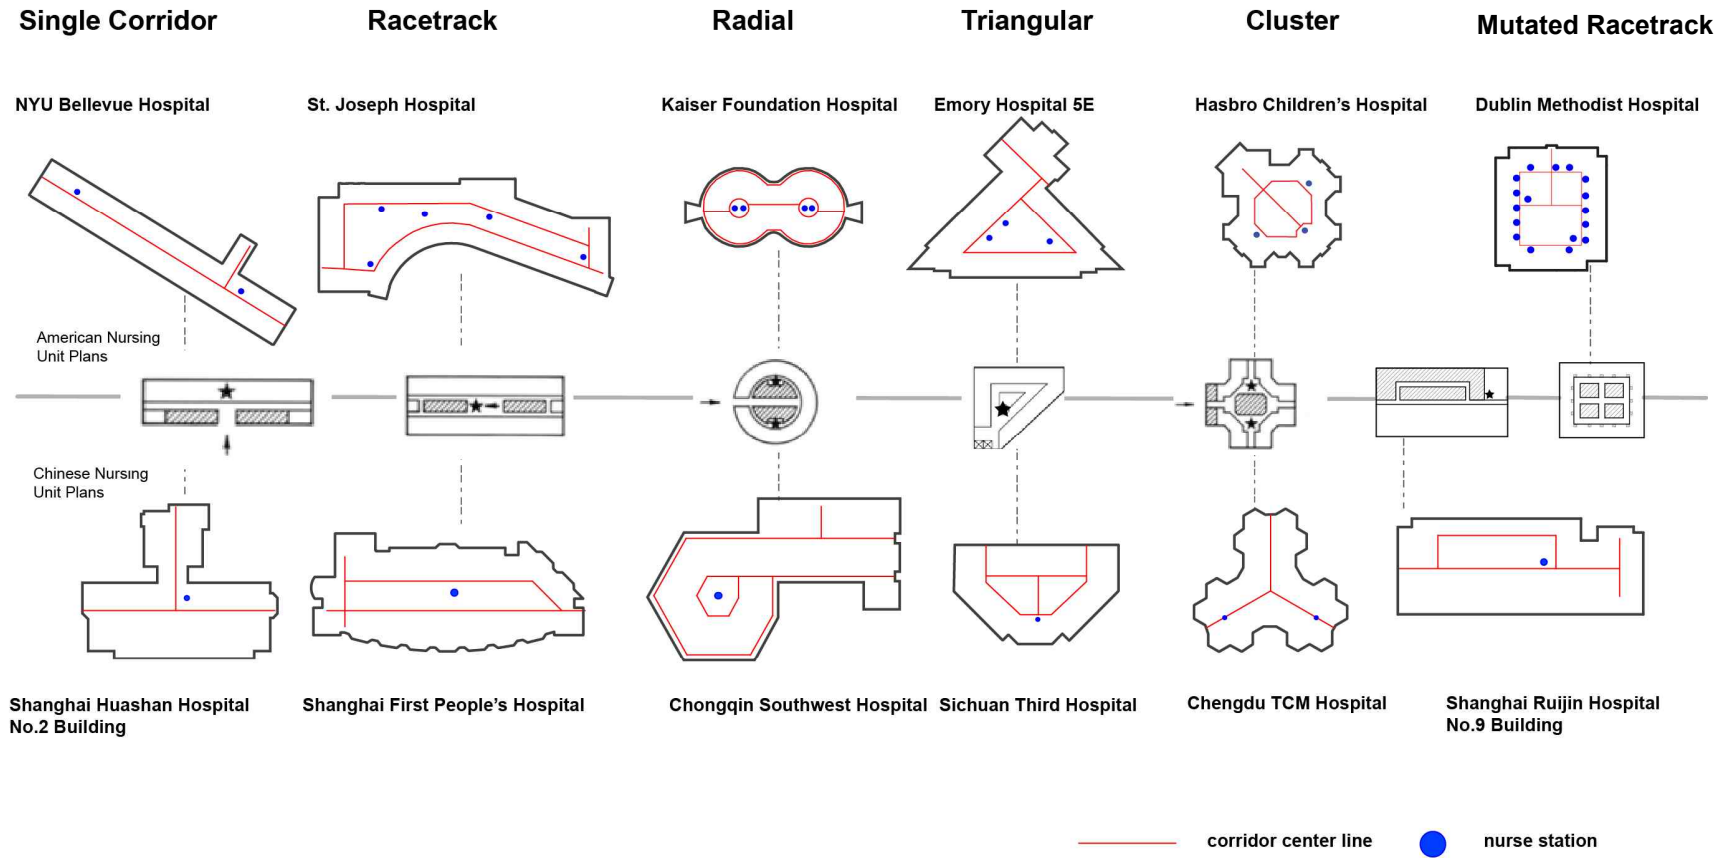 Single Corridor
Racetrack
Radial
Triangular
Cluster
Mutated Racetrack
NYU Bellevue Hospital
St. Joseph Hospital
Kaiser Foundation Hospital
Emory Hospital 5E
Hasbro Children's Hospital
Dublin Methodist Hospital
American Nursing
Unit Plans
Chinese Nursing
Unit Plans
Shanghai Huashan Hospital
No.2 Building
Shanghai First People's Hospital
Chongqin Southwest Hospital
Sichuan Third Hospital
Chengdu TCM Hospital
Shanghai Ruijin Hospital
No.9 Building
corridor center line
nurse station